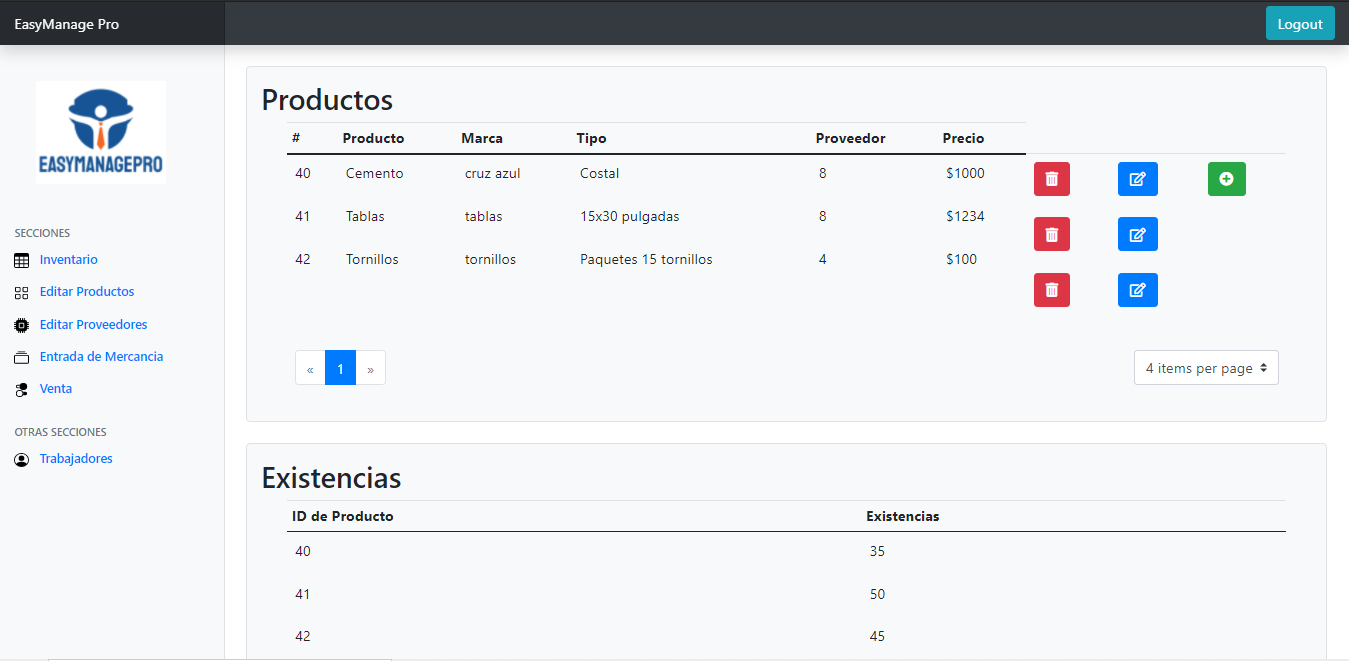 EasyManage Pro
Logout
EASYMANAGEPRO
SECCIONES
Inventario
Editar Productos
Editar Proveedores
Entrada de Mercancia
Venta
OTRAS SECCIONES
Trabajadores
Productos
# Producto Marca Tipo Proveedor Precio
40 Cemento cruz azul Costal 8 $1000
41 Tablas tablas 15x30 pulgadas 8 $1234
42 Tornillos tornillos Paquetes 15 tornillos 4 $100
« 1 » 4 items per page
Existencias
ID de Producto Existencias
40 35
41 50
42 45